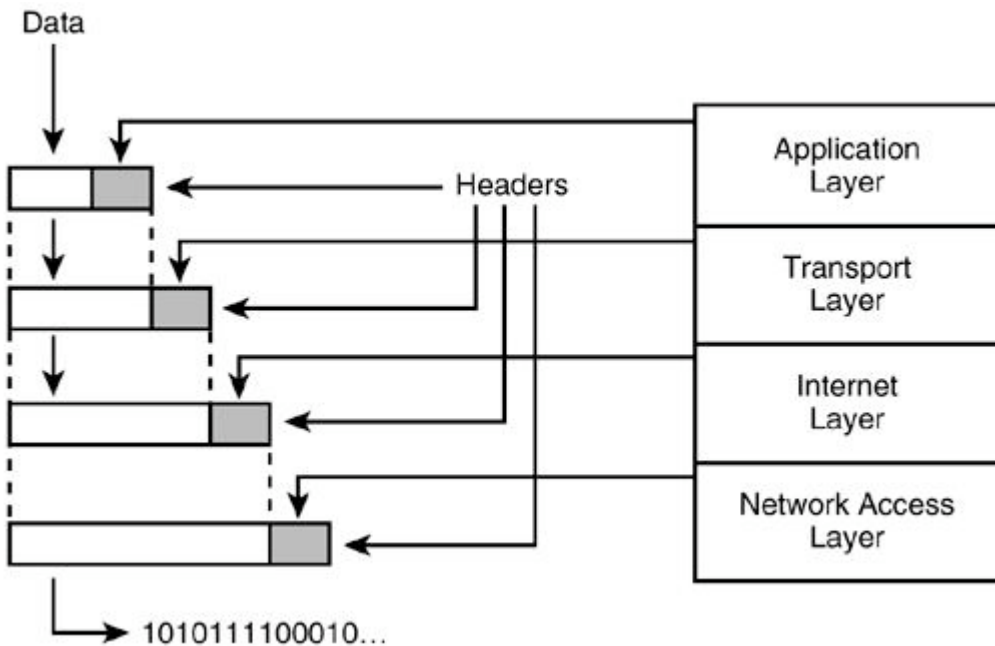 Data
Application
Layer
Headers
Transport
Layer
Internet
Layer
Network Access
Layer
1010111100010...